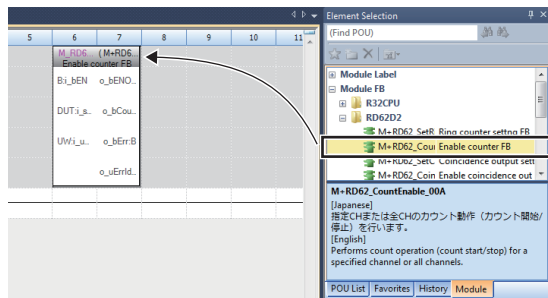 5 6 7 8 9 10 11
M_RD6... (M+RD6...
Enable counter FB
B:i_bEN o_bENO...
DUT:i_s... o_bCou...
UW:i_u... o_bErr:B
o_uErrId...
Element Selection
(Find POU)
Module Label
Module FB
R32CPU
RD62D2
M+RD62_SetR Ring counter settng FB
M+RD62_Cour Enable counter FB
M+RD62_SetC Coincidence output sett
M+RD62_Coin Enable coincidence out
M+RD62_CountEnable_00A
[Japanese]
指定CHまたは全CHのカウント動作（カウント開始/
停止）を行います。
[English]
Performs count operation (count start/stop) for a
specified channel or all channels.
POU List Favorites History Module